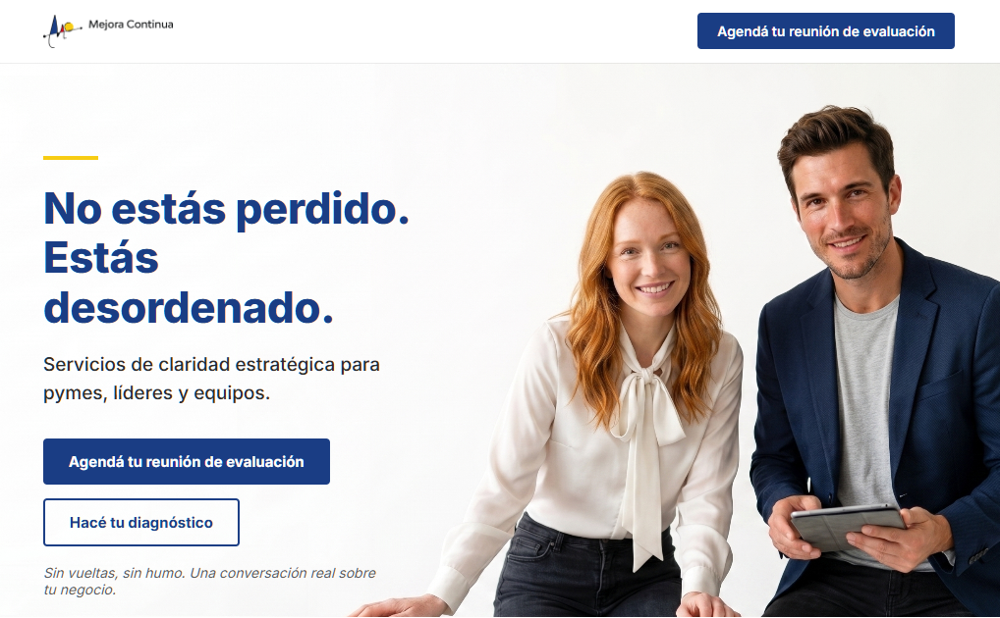 Mejora Continua
Agendá tu reunión de evaluación
No estás perdido.
Estás
desordenado.
Servicios de claridad estratégica para
pymes, líderes y equipos.
Agendá tu reunión de evaluación
Hacé tu diagnóstico
Sin vueltas, sin humo. Una conversación real sobre
tu negocio.